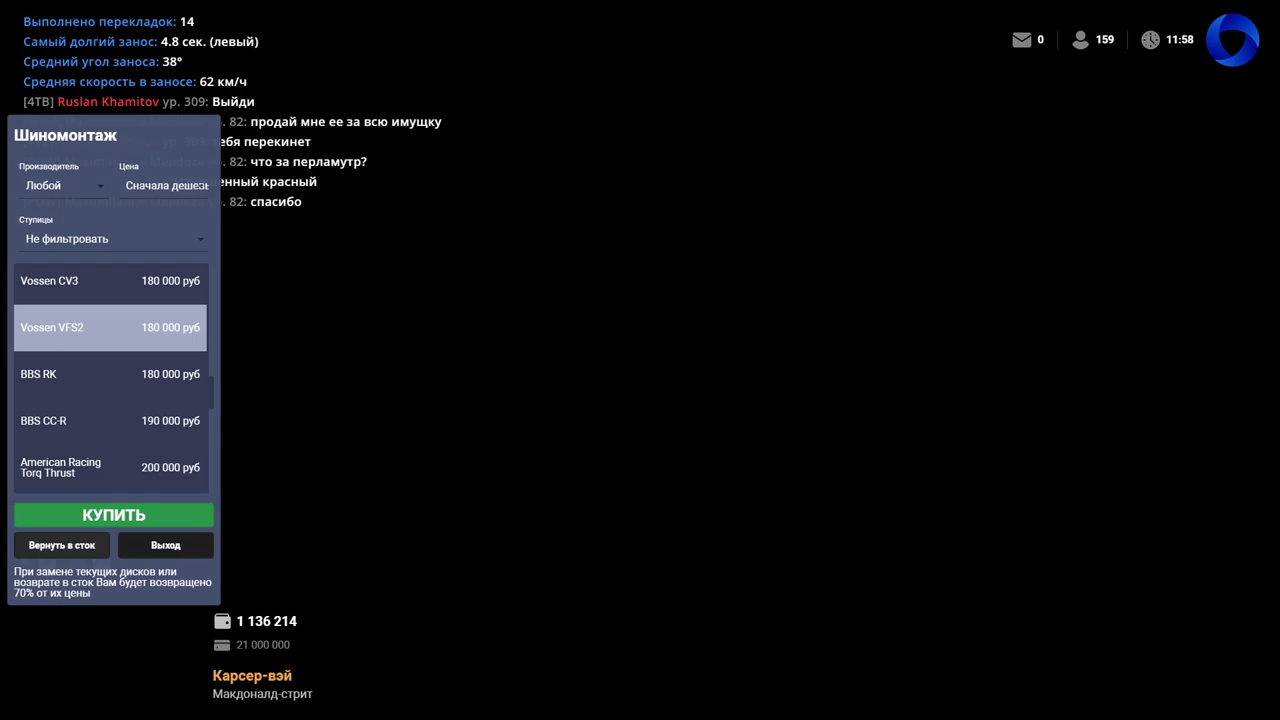 Выполнено перекладок: 14
Самый долгий занос: 4.8 сек. (левый)
Средний угол заноса: 38°
Средняя скорость в заносе: 62 км/ч
[4ТВ] Ruslan Khamitov ур. 309: Выйди
. 82: продай мне ее за всю имущку
тебя перекинет
. 82: что за перламутр?
енный красный
. 82: спасибо
0
159
11:58
Шиномонтаж
Производитель Цена
Любой Сначала дешевь
Ступицы
Не фильтровать
Vossen CV3 180 000 руб
Vossen VFS2 180 000 руб
BBS RK 180 000 руб
BBS CC-R 190 000 руб
American Racing
Torq Thrust 200 000 руб
КУПИТЬ
Вернуть в сток Выход
При замене текущих дисков или
возврате в сток Вам будет возвращено
70% от их цены
1 136 214
21 000 000
Карсер-вэй
Макдоналд-стрит